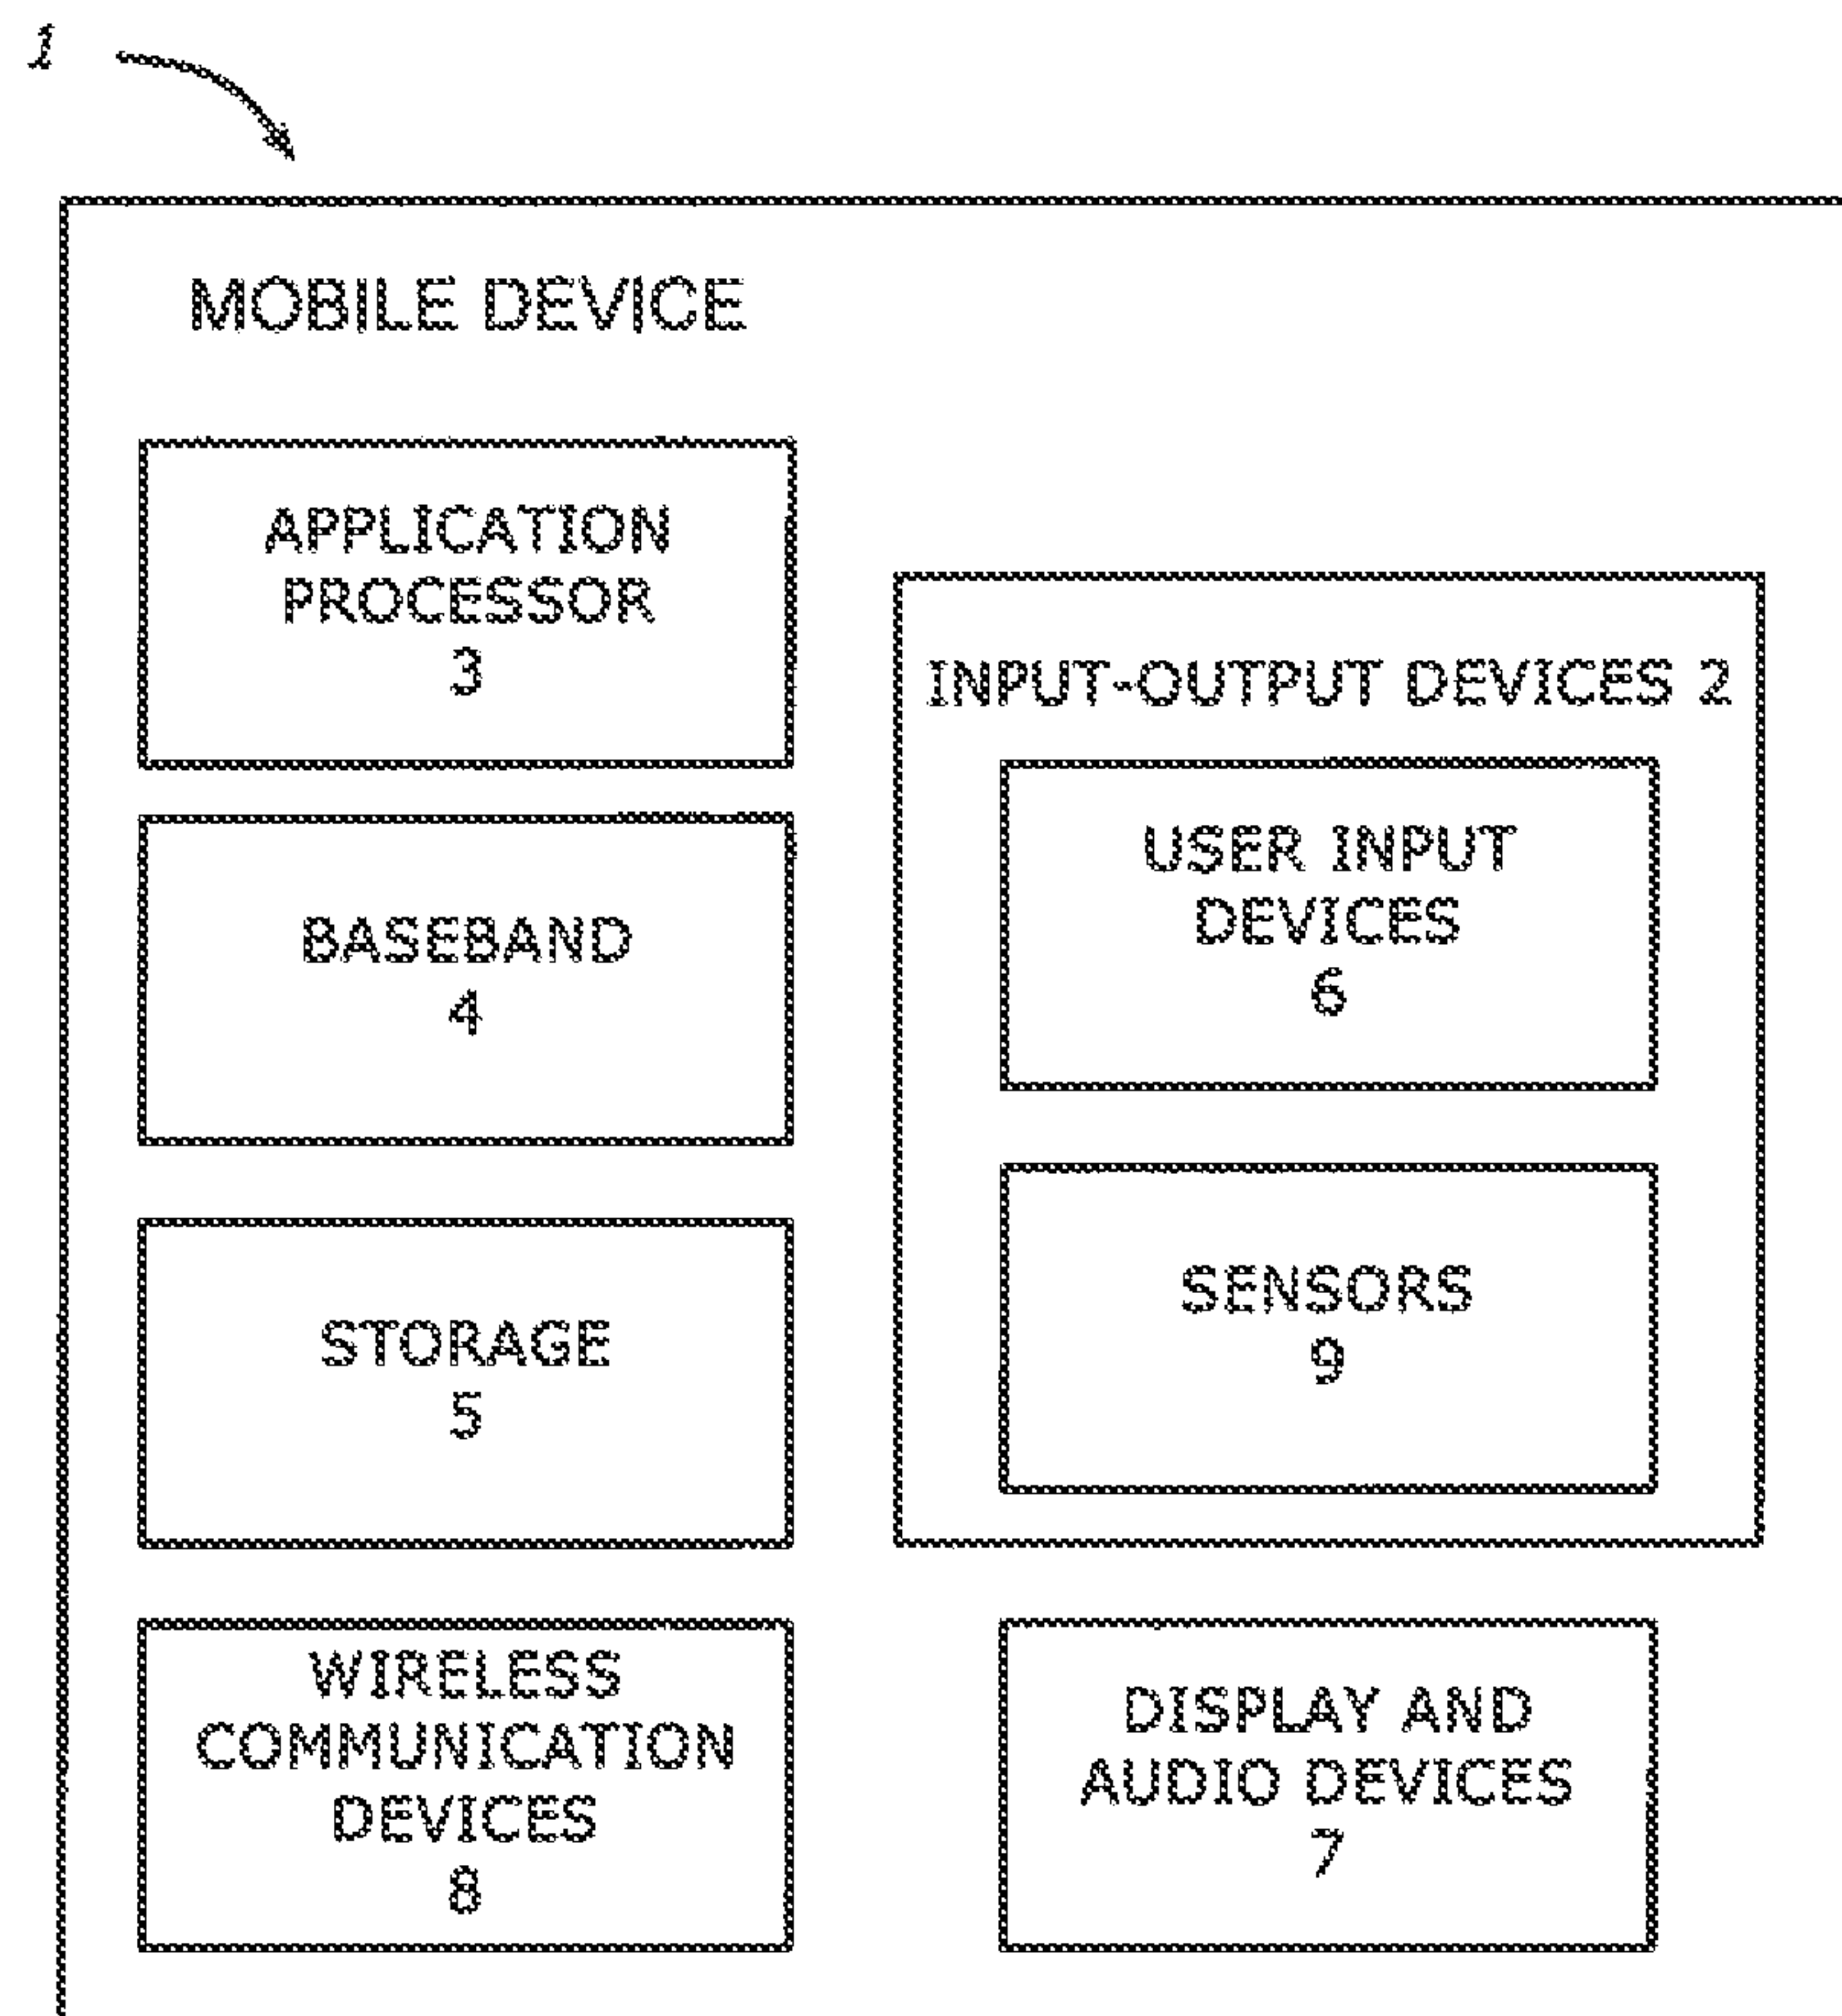 1
MOBILE DEVICE
APPLICATION
PROCESSOR
3
BASEBAND
4
STORAGE
5
WIRELESS
COMMUNICATION
DEVICES
8
INPUT-OUTPUT DEVICES 2
USER INPUT
DEVICES
6
SENSORS
9
DISPLAY AND
AUDIO DEVICES
7